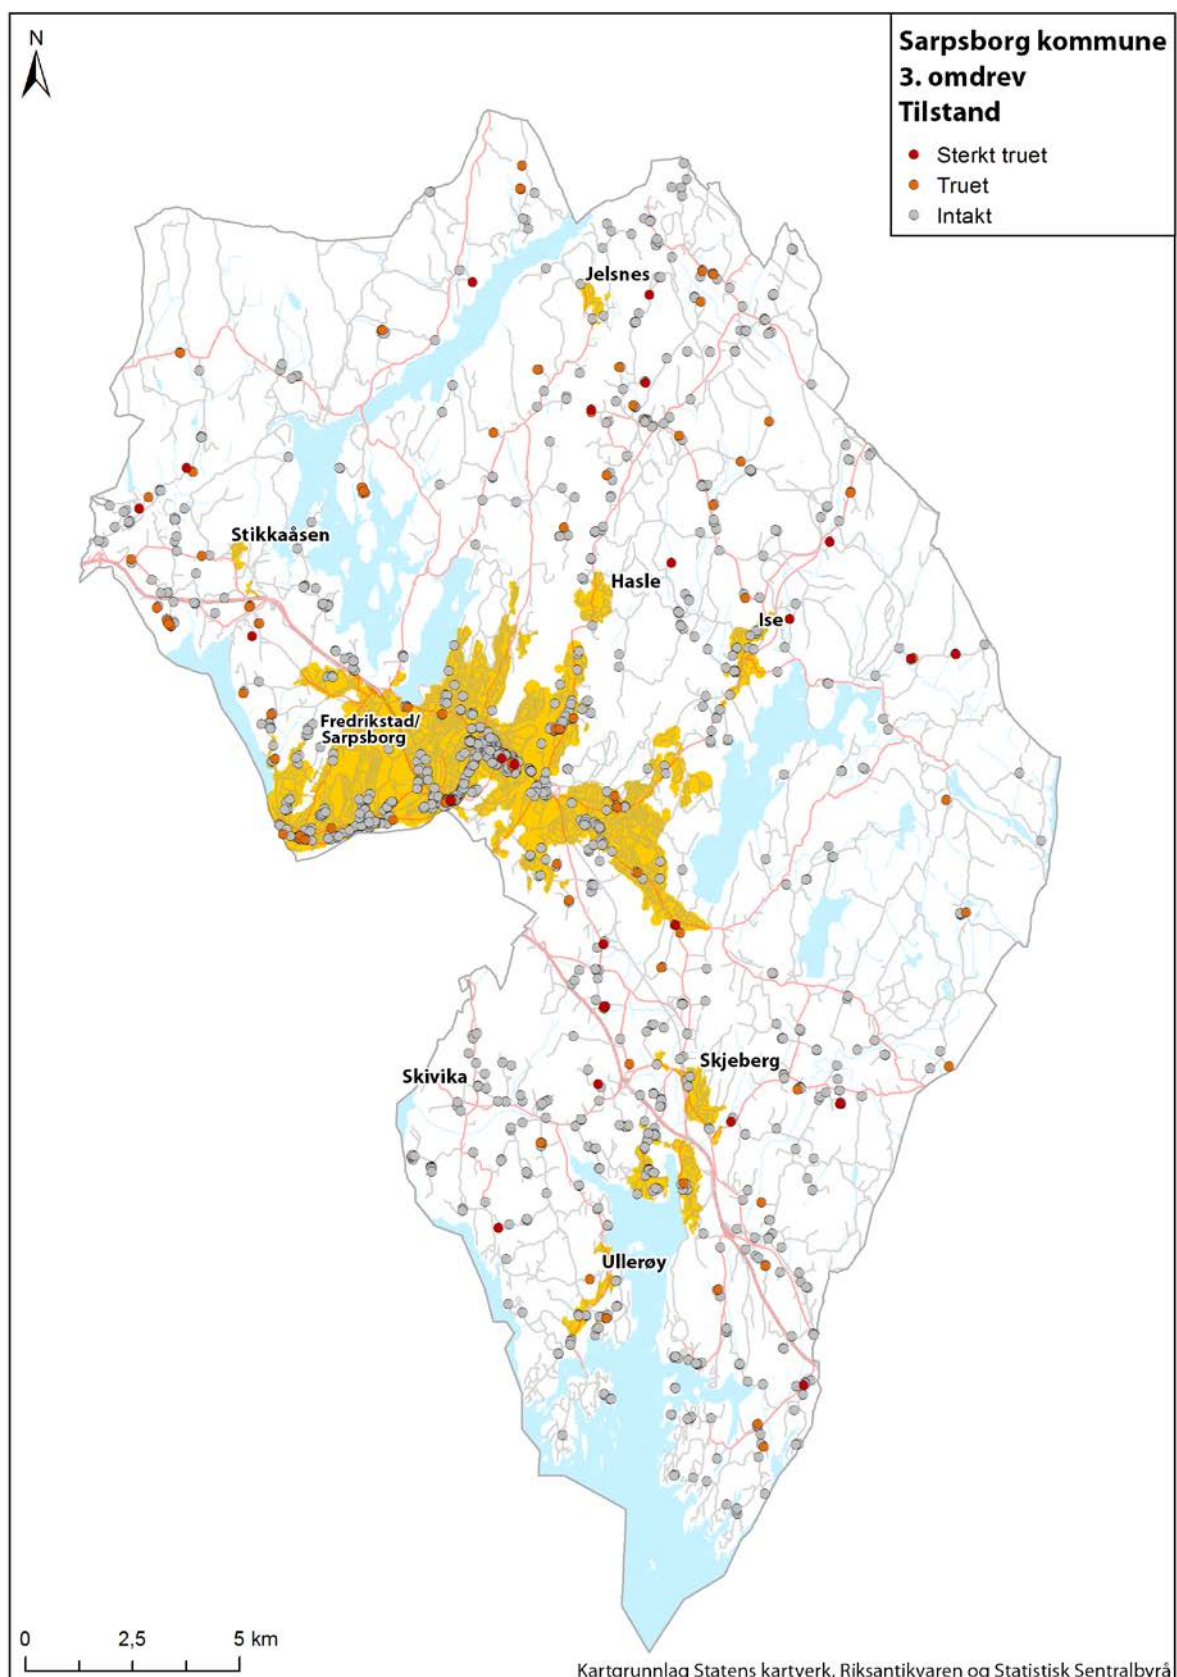 N
Sarpsborg kommune
3. omdrev
Tilstand
Sterkt truet
Truet
Intakt
Jelsnes
Stikkaåsen
Hasle
Ise
Fredrikstad/
Sarpsborg
Skjeberg
Skivika
Ullerøy
0 2,5 5 km
Kartgrunnlag Statens kartverk, Riksantikvaren og Statistisk Sentralbyrå